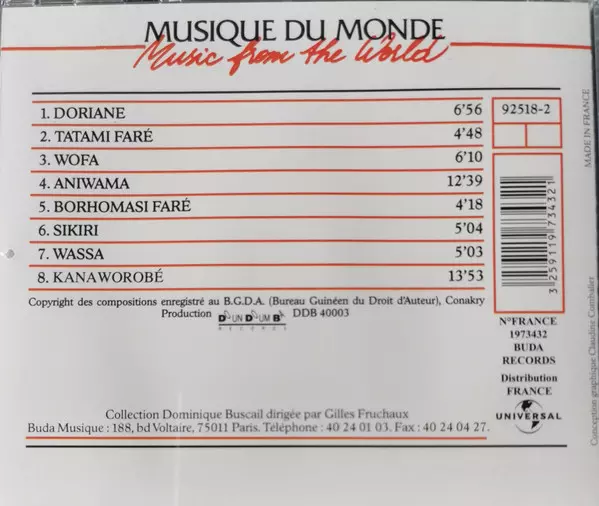 MUSIQUE DU MONDE
Music from the World
1. DORIANE 6'56
2. TATAMI FARÉ 4'48
3. WOFA 6'10
4. ANIWAMA 12'39
5. BORHOMASI FARÉ 4'18
6. SIKIRI 5'04
7. WASSA 5'03
8. KANAWOROBÉ 13'53
Copyright des compositions enregistré au B.G.D.A. (Bureau Guinéen du Droit d'Auteur), Conakry
Production DUNDUMBA RECORDS DDB 40003
Collection Dominique Buscail dirigée par Gilles Fruchaux
Buda Musique : 188, bd Voltaire, 75011 Paris. Téléphone : 40 24 01 03. Fax : 40 24 04 27.
92518-2
3259119734321
N°FRANCE
1973432
BUDA
RECORDS
Distribution
FRANCE
UNIVERSAL
MADE IN FRANCE
Conception graphique Claudine Combalier